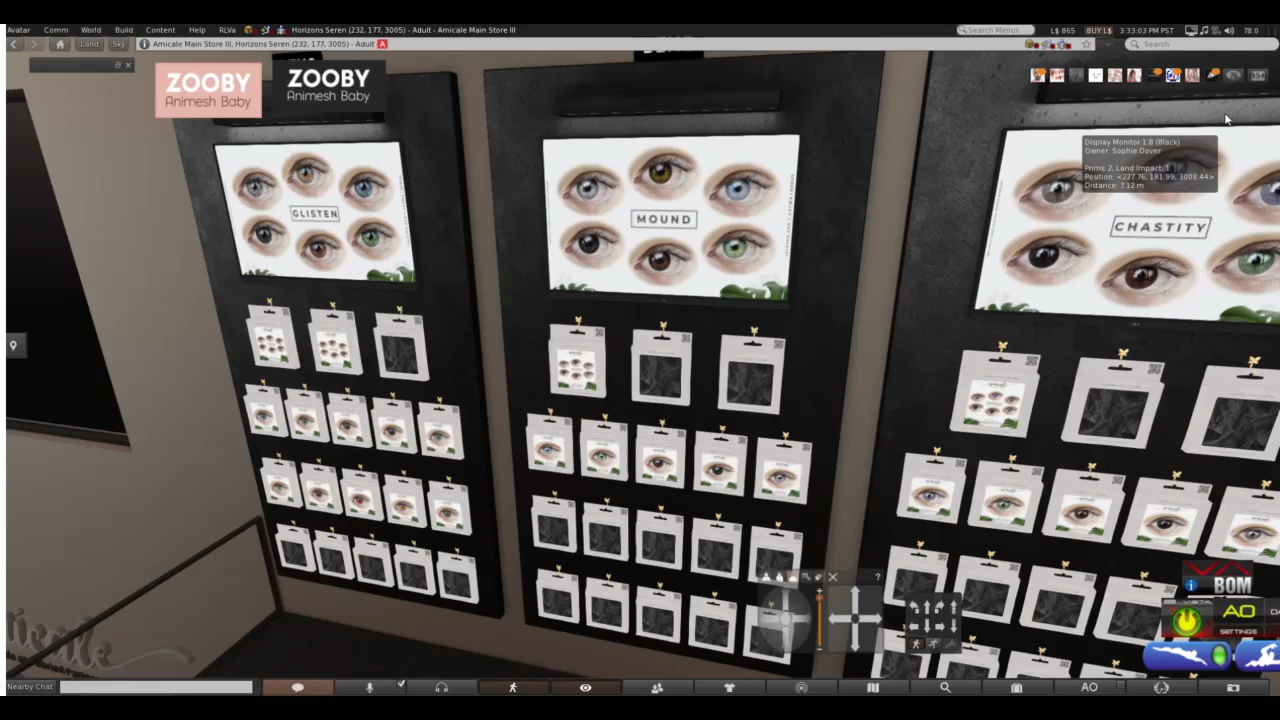 Avatar Comm World Build Content Help RLVa Horizons Seren (232, 177, 3005) - Adult - Amicale Main Store III
Search Menus
L$ 865 BUY L$ 3:33:03 PM PST 78.0
Land Sky Amicale Main Store III, Horizons Seren (232, 177, 3005) - Adult A
Search
ZOOBY
Animesh Baby
ZOOBY
Animesh Baby
Display Monitor 1.B (Black)
Owner: Sophie Dover
Prims: 2, Land Impact: 1
Position: <227.76, 181.99, 3008.44>
Distance: 7.12 m
GLISTEN
MOUND
CHASTITY
?
BOM
VISTA
AO
SETTINGS
Nearby Chat
AO